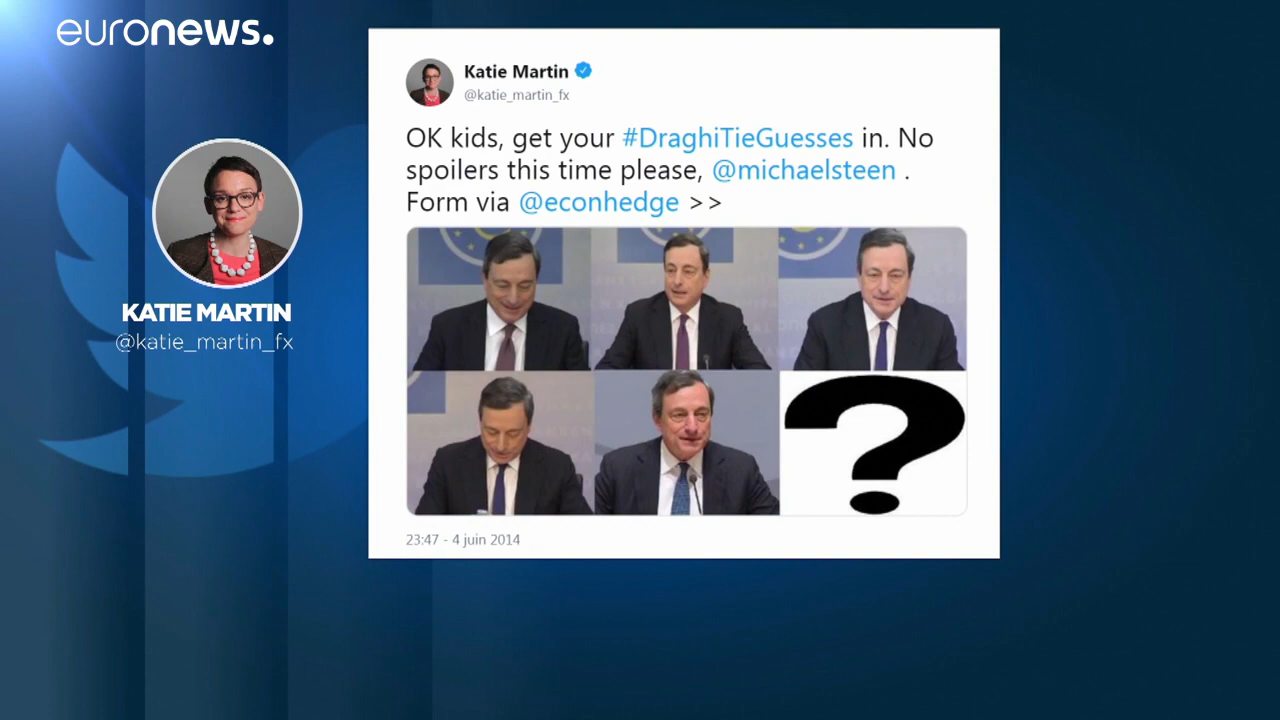 euronews.
Katie Martin
@katie_martin_fx
OK kids, get your #DraghiTieGuesses in. No
spoilers this time please, @michaelsteen .
Form via @econhedge >>
?
23:47 - 4 juin 2014
KATIE MARTIN
@katie_martin_fx